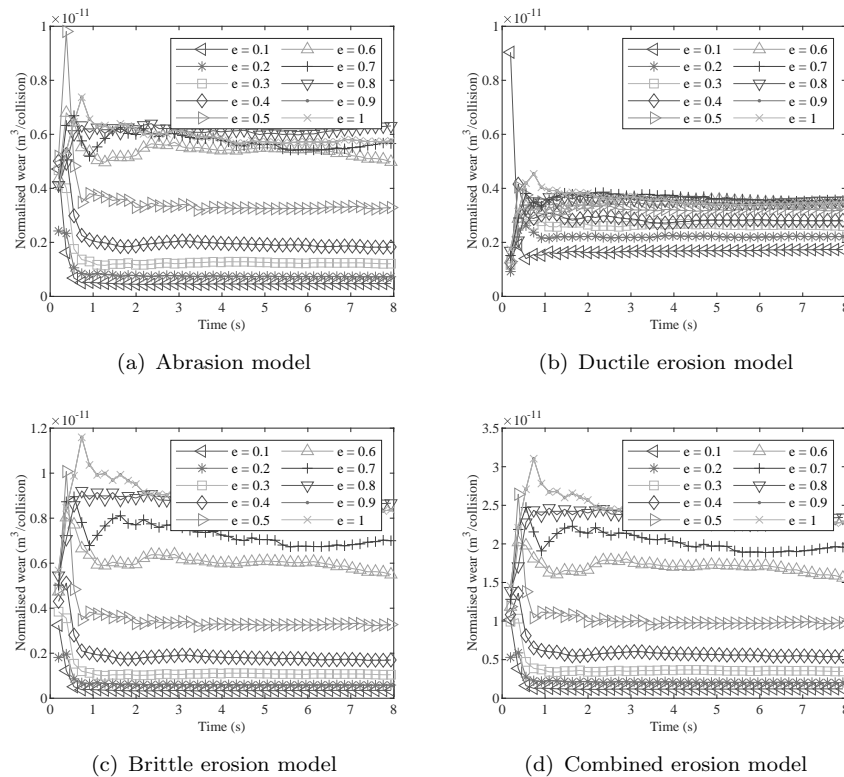 ×10⁻¹¹
Normalised wear (m³/collision)
1
0.8
0.6
0.4
0.2
0
0 1 2 3 4 5 6 7 8
Time (s)
e = 0.1 e = 0.6
e = 0.2 e = 0.7
e = 0.3 e = 0.8
e = 0.4 e = 0.9
e = 0.5 e = 1
(a) Abrasion model
×10⁻¹¹
Normalised wear (m³/collision)
1
0.8
0.6
0.4
0.2
0
0 1 2 3 4 5 6 7 8
Time (s)
e = 0.1 e = 0.6
e = 0.2 e = 0.7
e = 0.3 e = 0.8
e = 0.4 e = 0.9
e = 0.5 e = 1
(b) Ductile erosion model
×10⁻¹¹
Normalised wear (m³/collision)
1.2
1
0.8
0.6
0.4
0.2
0
0 1 2 3 4 5 6 7 8
Time (s)
e = 0.1 e = 0.6
e = 0.2 e = 0.7
e = 0.3 e = 0.8
e = 0.4 e = 0.9
e = 0.5 e = 1
(c) Brittle erosion model
×10⁻¹¹
Normalised wear (m³/collision)
3.5
3
2.5
2
1.5
1
0.5
0
0 1 2 3 4 5 6 7 8
Time (s)
e = 0.1 e = 0.6
e = 0.2 e = 0.7
e = 0.3 e = 0.8
e = 0.4 e = 0.9
e = 0.5 e = 1
(d) Combined erosion model